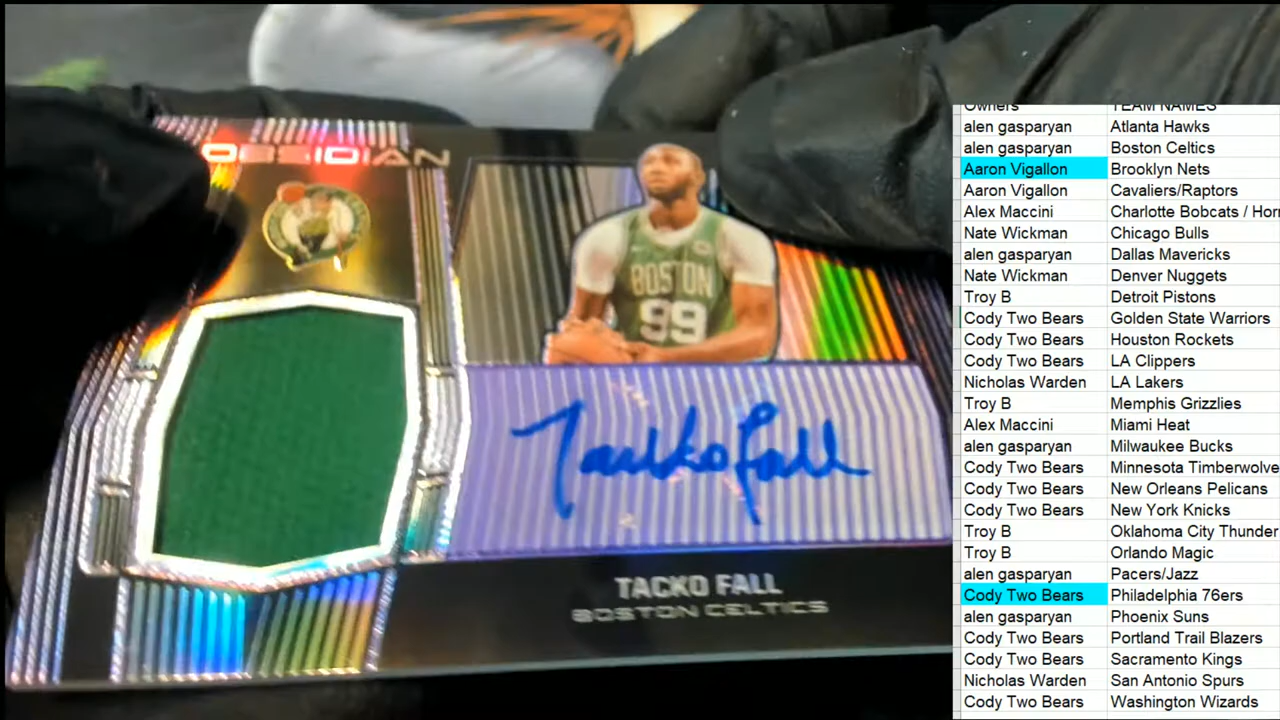 OBSIDIAN
BOSTON
99
Tacko Fall
TACKO FALL
BOSTON CELTICS
Owners TEAM NAMES
alen gasparyan Atlanta Hawks
alen gasparyan Boston Celtics
Aaron Vigallon Brooklyn Nets
Aaron Vigallon Cavaliers/Raptors
Alex Maccini Charlotte Bobcats / Hor
Nate Wickman Chicago Bulls
alen gasparyan Dallas Mavericks
Nate Wickman Denver Nuggets
Troy B Detroit Pistons
Cody Two Bears Golden State Warriors
Cody Two Bears Houston Rockets
Cody Two Bears LA Clippers
Nicholas Warden LA Lakers
Troy B Memphis Grizzlies
Alex Maccini Miami Heat
alen gasparyan Milwaukee Bucks
Cody Two Bears Minnesota Timberwolve
Cody Two Bears New Orleans Pelicans
Cody Two Bears New York Knicks
Troy B Oklahoma City Thunder
Troy B Orlando Magic
alen gasparyan Pacers/Jazz
Cody Two Bears Philadelphia 76ers
alen gasparyan Phoenix Suns
Cody Two Bears Portland Trail Blazers
Cody Two Bears Sacramento Kings
Nicholas Warden San Antonio Spurs
Cody Two Bears Washington Wizards